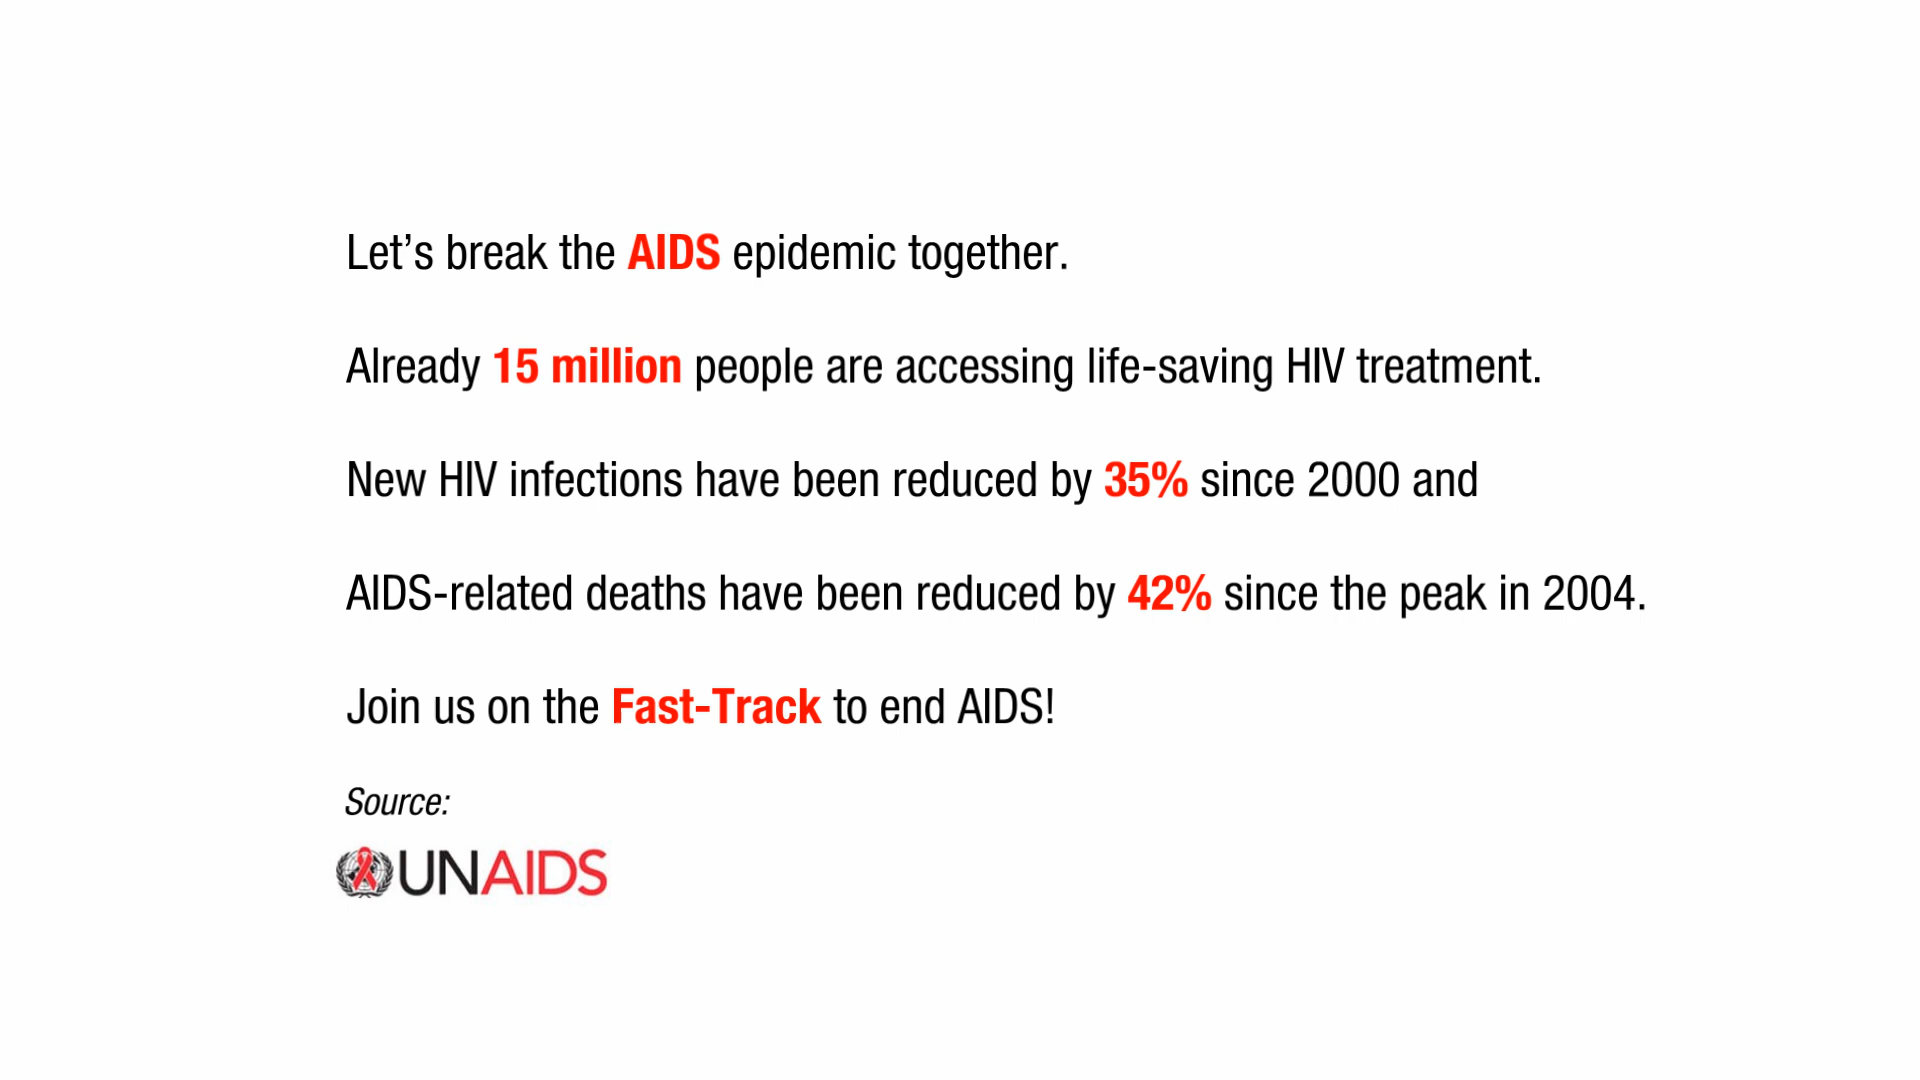 Let’s break the AIDS epidemic together.
Already 15 million people are accessing life-saving HIV treatment.
New HIV infections have been reduced by 35% since 2000 and
AIDS-related deaths have been reduced by 42% since the peak in 2004.
Join us on the Fast-Track to end AIDS!
Source:
UNAIDS